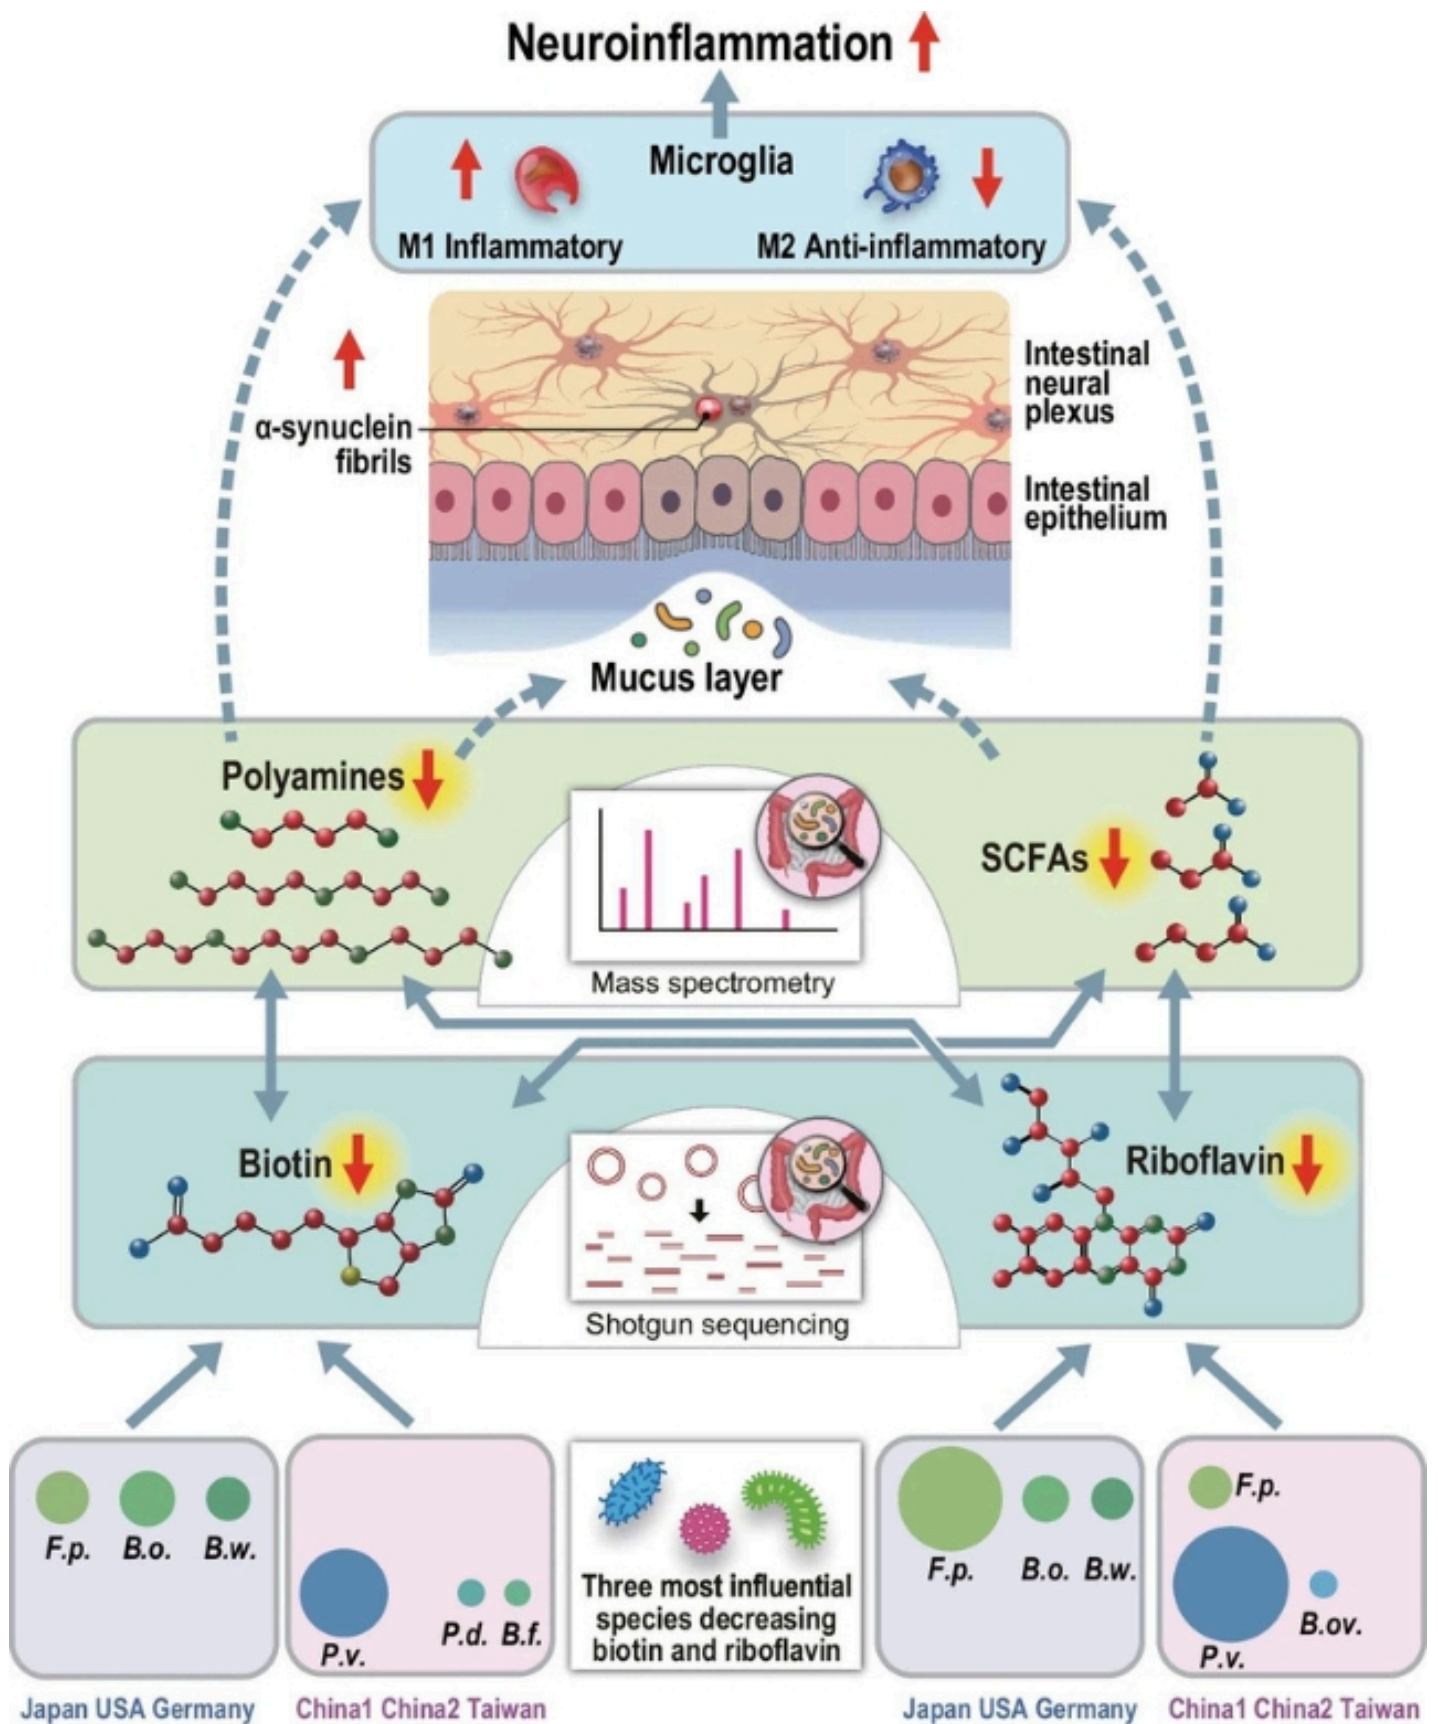 Neuroinflammation
Microglia
M1 Inflammatory
M2 Anti-inflammatory
α-synuclein
fibrils
Intestinal
neural
plexus
Intestinal
epithelium
Mucus layer
Polyamines
SCFAs
Mass spectrometry
Biotin
Riboflavin
Shotgun sequencing
F.p. B.o. B.w.
P.v. P.d. B.f.
Three most influential
species decreasing
biotin and riboflavin
F.p. B.o. B.w.
F.p.
P.v. B.ov.
Japan USA Germany
China1 China2 Taiwan
Japan USA Germany
China1 China2 Taiwan